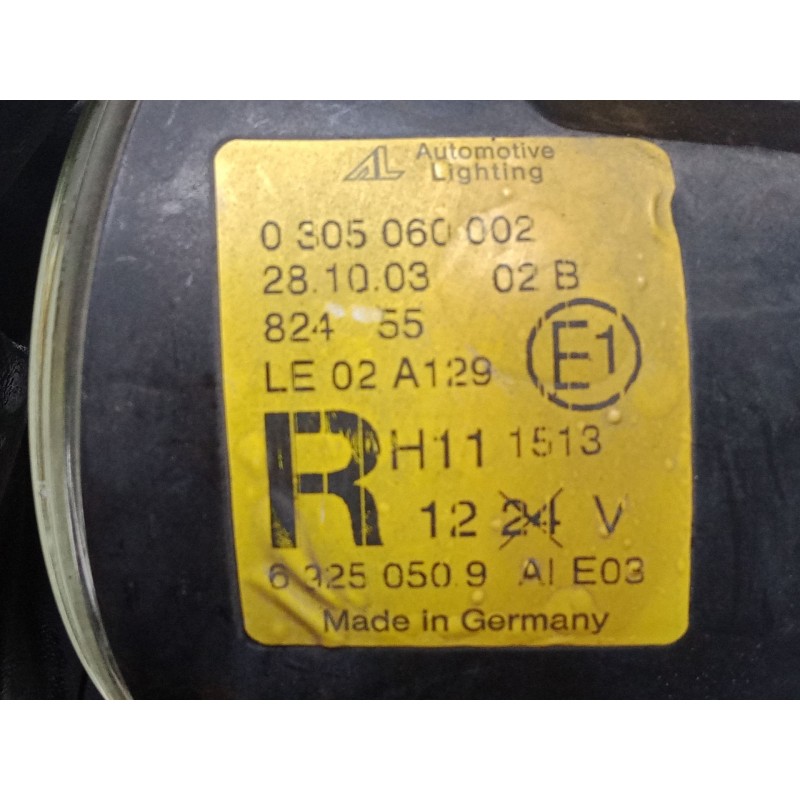 AL Automotive
Lighting
0 305 060 002
28.10.03 02 B
824 55
LE 02 A129
E1
R H11 1513
12 24 V
6 925 050.9 AI E03
Made in Germany